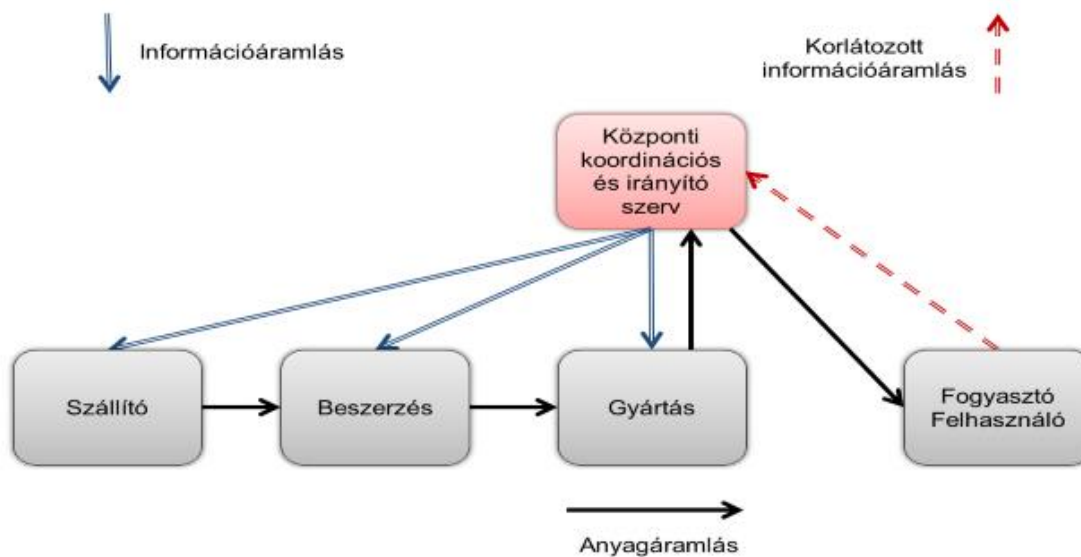 Információáramlás
Korlátozott
információáramlás
Központi
koordinációs
és irányító
szerv
Szállító
Beszerzés
Gyártás
Fogyasztó
Felhasználó
Anyagáramlás